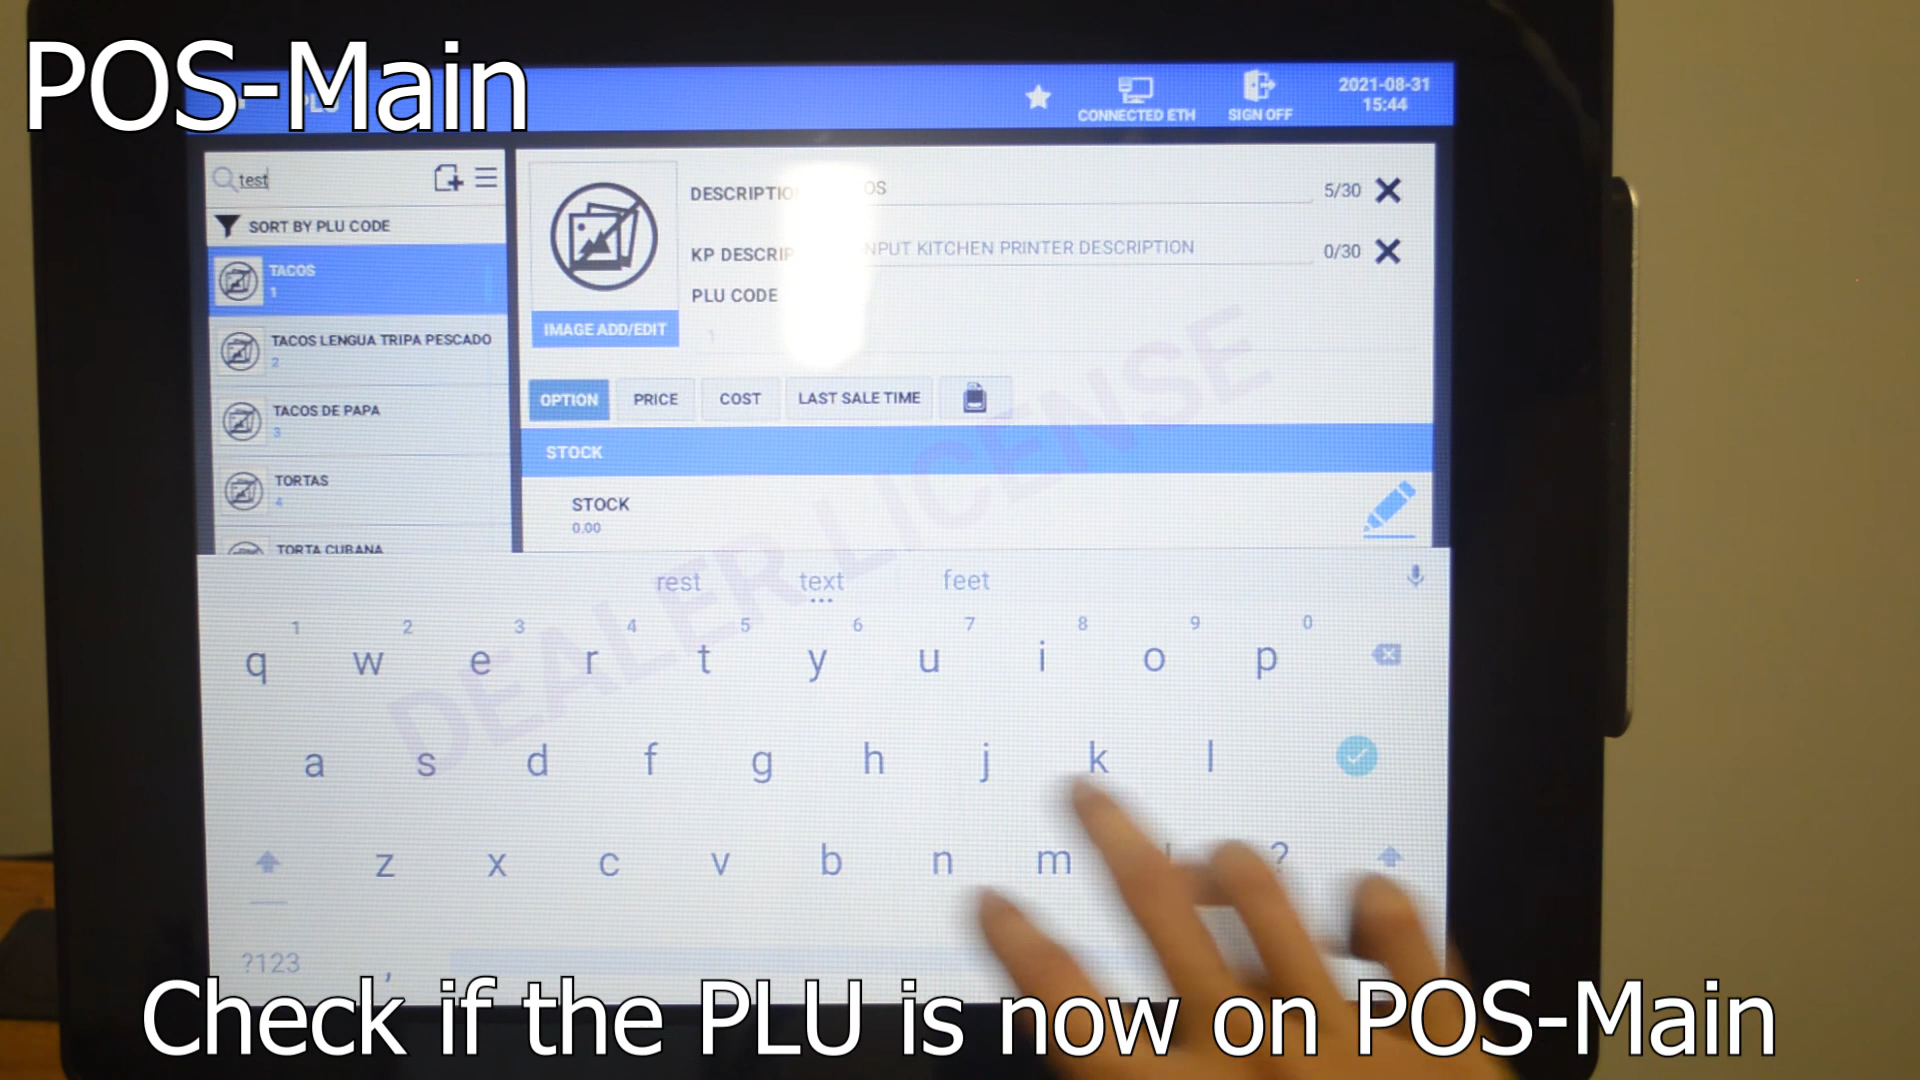 POS-Main
CONNECTED ETH
SIGN OFF
2021-08-31
15:44
test
SORT BY PLU CODE
TACOS
1
TACOS LENGUA TRIPA PESCADO
2
TACOS DE PAPA
3
TORTAS
4
TORTA CUBANA
DESCRIPTIO
OS
5/30
KP DESCRIP
NPUT KITCHEN PRINTER DESCRIPTION
0/30
PLU CODE
1
IMAGE ADD/EDIT
OPTION
PRICE
COST
LAST SALE TIME
STOCK
STOCK
0.00
DEALER LICENSE
rest text feet
1 2 3 4 5 6 7 8 9 0
q w e r t y u i o p
a s d f g h j k l
z x c v b n m ! ?
?123 ,
Check if the PLU is now on POS-Main